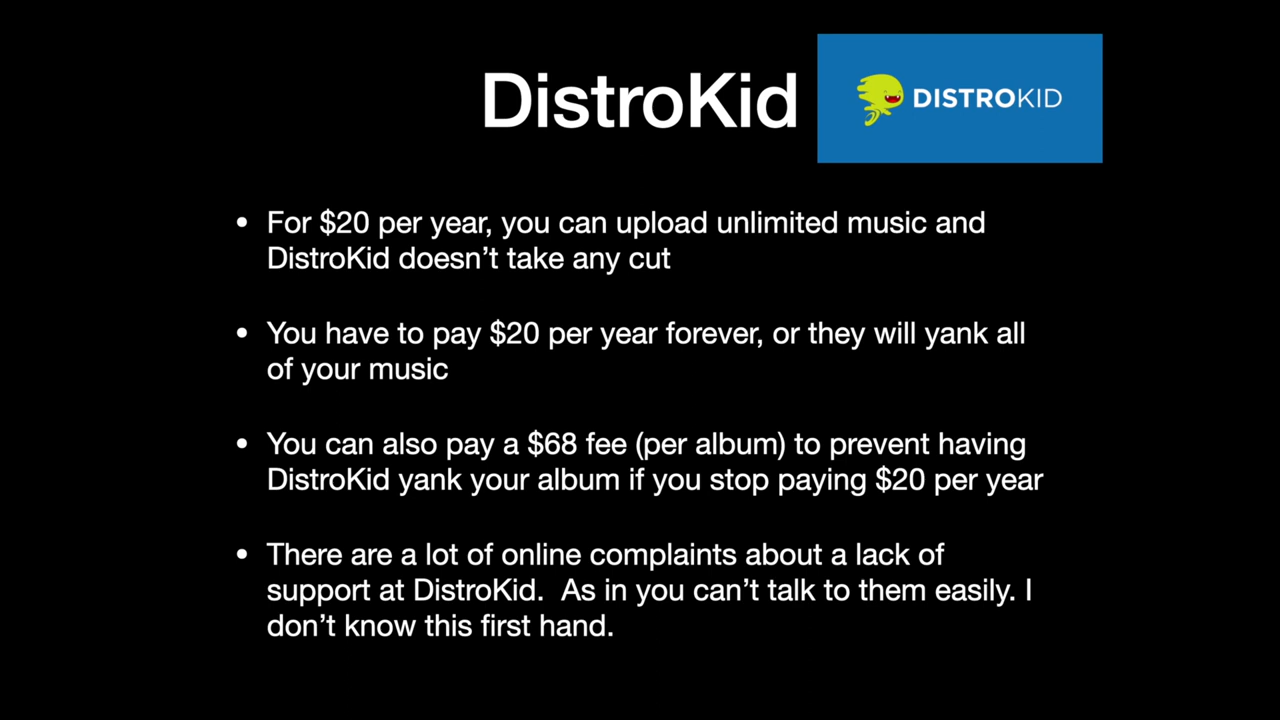 DistroKid
DISTROKID
• For $20 per year, you can upload unlimited music and
DistroKid doesn’t take any cut
• You have to pay $20 per year forever, or they will yank all
of your music
• You can also pay a $68 fee (per album) to prevent having
DistroKid yank your album if you stop paying $20 per year
• There are a lot of online complaints about a lack of
support at DistroKid.  As in you can’t talk to them easily. I
don’t know this first hand.